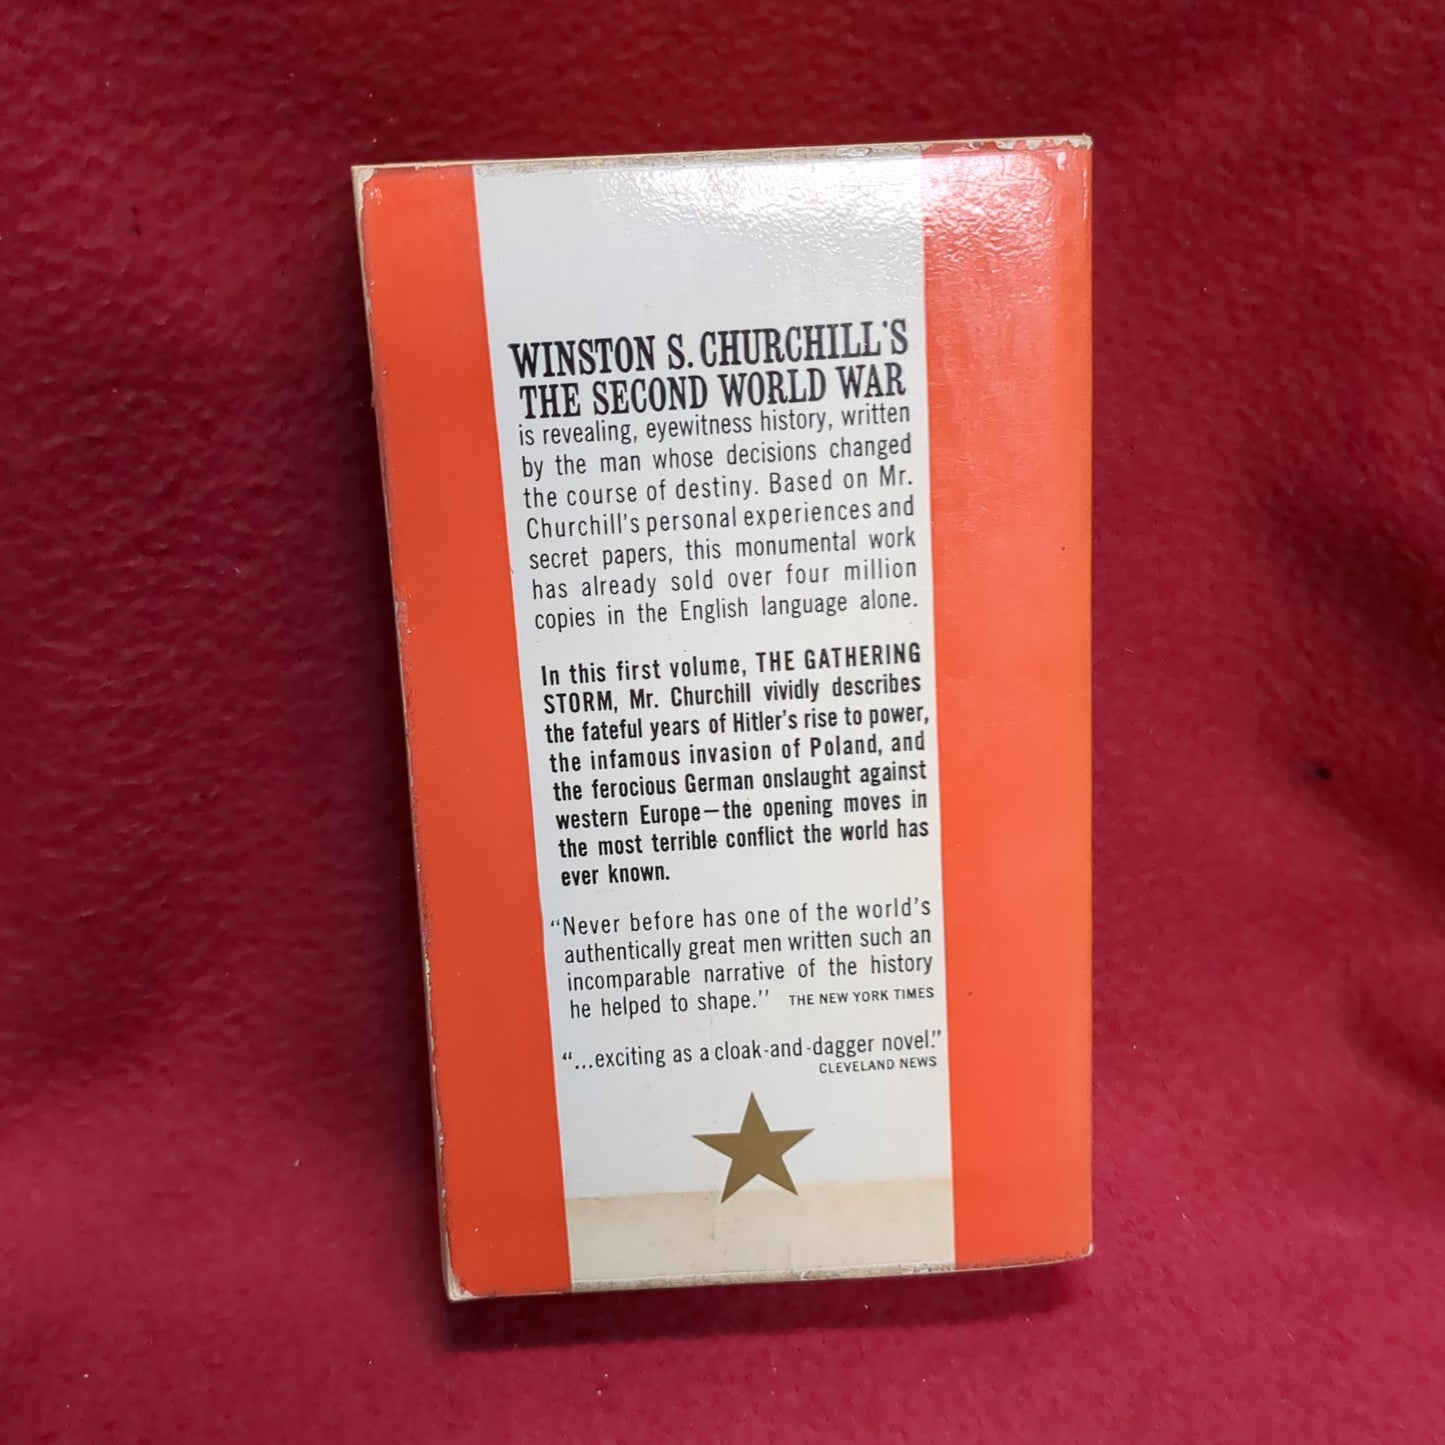 WINSTON S. CHURCHILL'S
THE SECOND WORLD WAR
is revealing, eyewitness history, written
by the man whose decisions changed
the course of destiny. Based on Mr.
Churchill's personal experiences and
secret papers, this monumental work
has already sold over four million
copies in the English language alone.
In this first volume, THE GATHERING
STORM, Mr. Churchill vividly describes
the fateful years of Hitler's rise to power,
the infamous invasion of Poland, and
the ferocious German onslaught against
western Europe—the opening moves in
the most terrible conflict the world has
ever known.
“Never before has one of the world's
authentically great men written such an
incomparable narrative of the history
he helped to shape.” THE NEW YORK TIMES
“...exciting as a cloak-and-dagger novel.”
CLEVELAND NEWS